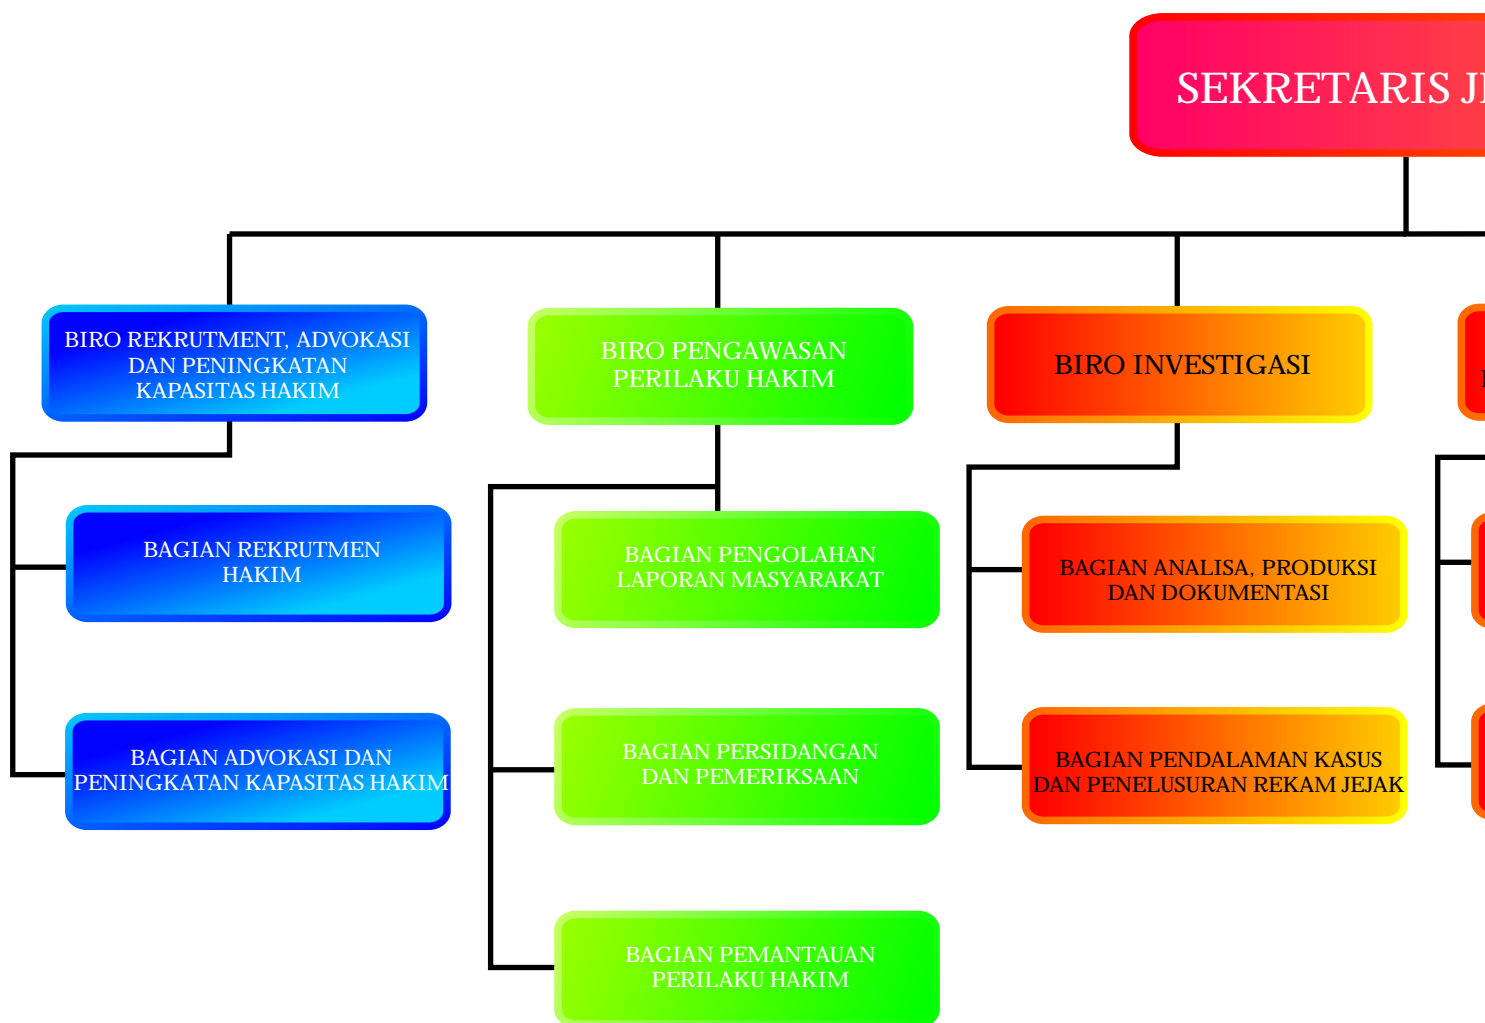 SEKRETARIS
BIRO REKRUTMENT, ADVOKASI
DAN PENINGKATAN
KAPASITAS HAKIM
BIRO PENGAWASAN
PERILAKU HAKIM
BIRO INVESTIGASI
BAGIAN REKRUTMEN
HAKIM
BAGIAN PENGOLAHAN
LAPORAN MASYARAKAT
BAGIAN ANALISA, PRODUKSI
DAN DOKUMENTASI
BAGIAN ADVOKASI DAN
PENINGKATAN KAPASITAS HAKIM
BAGIAN PERSIDANGAN
DAN PEMERIKSAAN
BAGIAN PENDALAMAN KASUS
DAN PENELUSURAN REKAM JEJAK
BAGIAN PEMANTAUAN
PERILAKU HAKIM